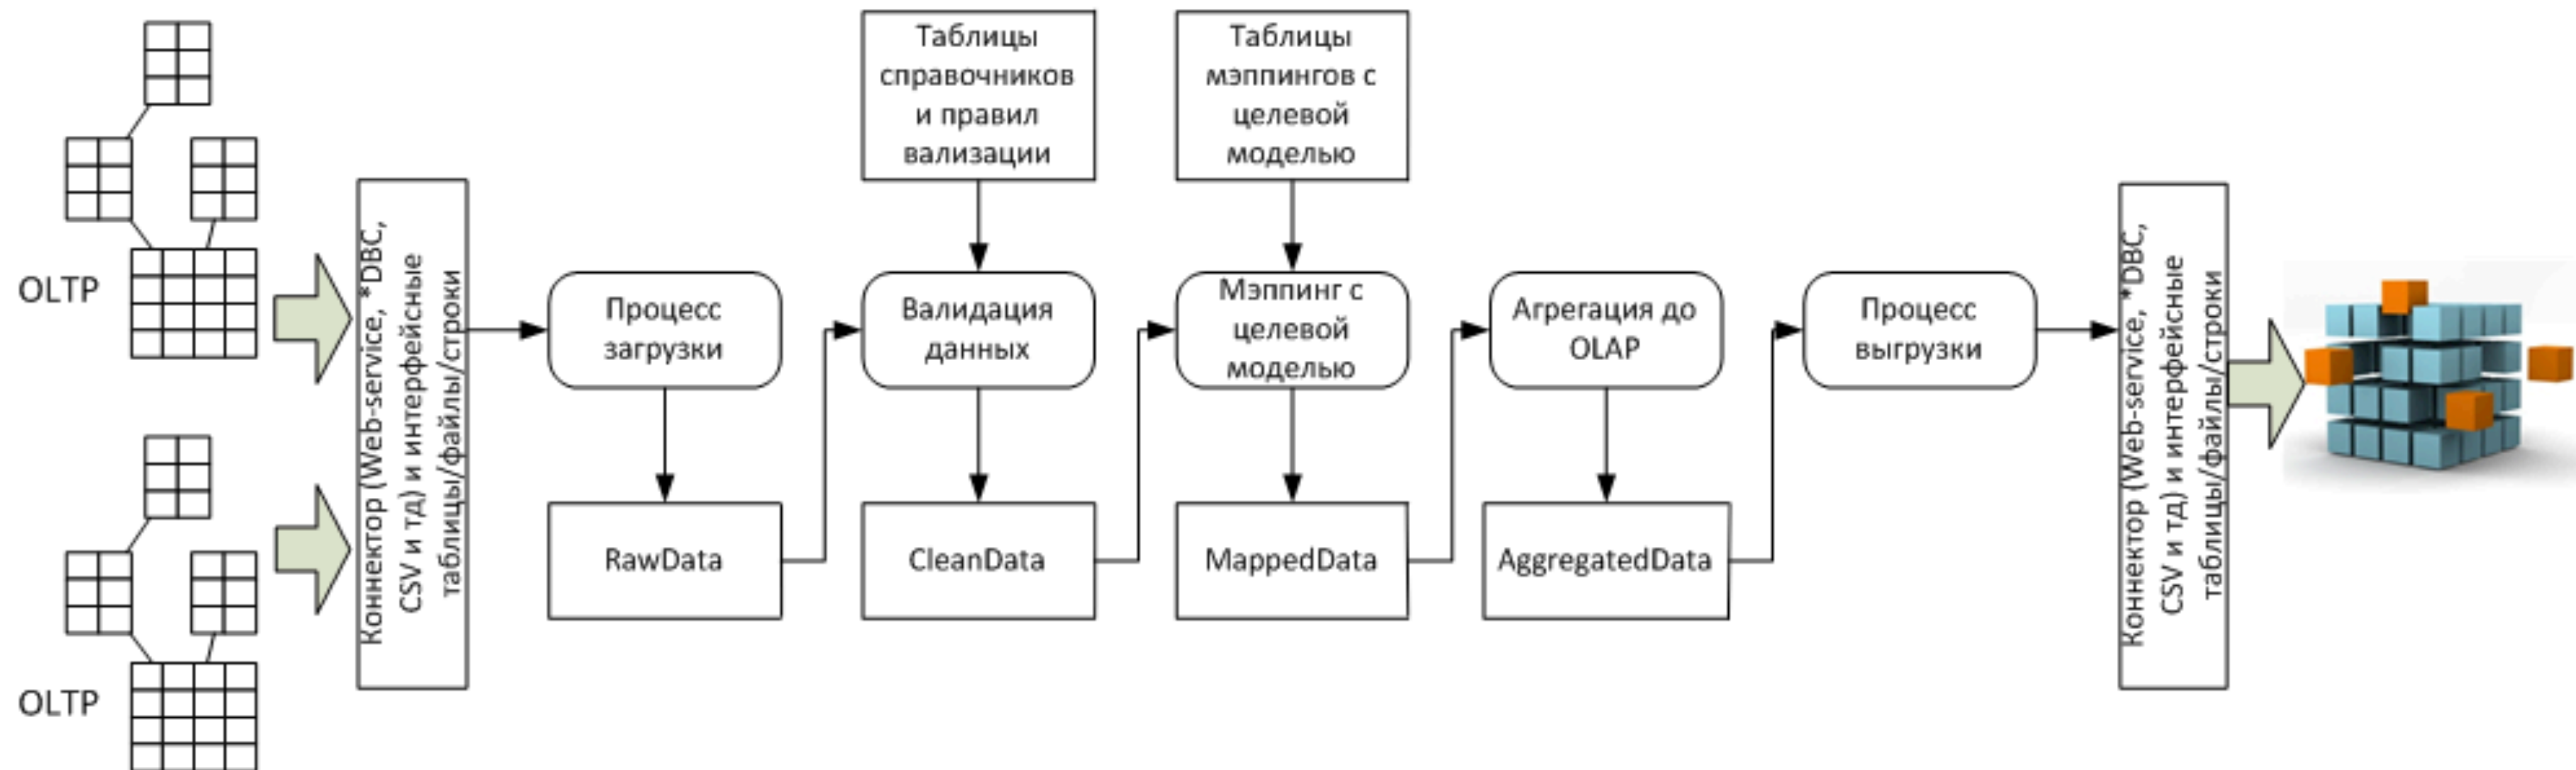 OLTP
OLTP
Коннектор (Web-service, *DBC,
CSV и тд) и интерфейсные
таблицы/файлы/строки
Процесс
загрузки
RawData
Таблицы
справочников
и правил
вализации
Валидация
данных
CleanData
Таблицы
мэппингов с
целевой
моделью
Мэппинг с
целевой
моделью
MappedData
Агрегация до
OLAP
AggregatedData
Процесс
выгрузки
Коннектор (Web-service, *DBC,
CSV и тд) и интерфейсные
таблицы/файлы/строки